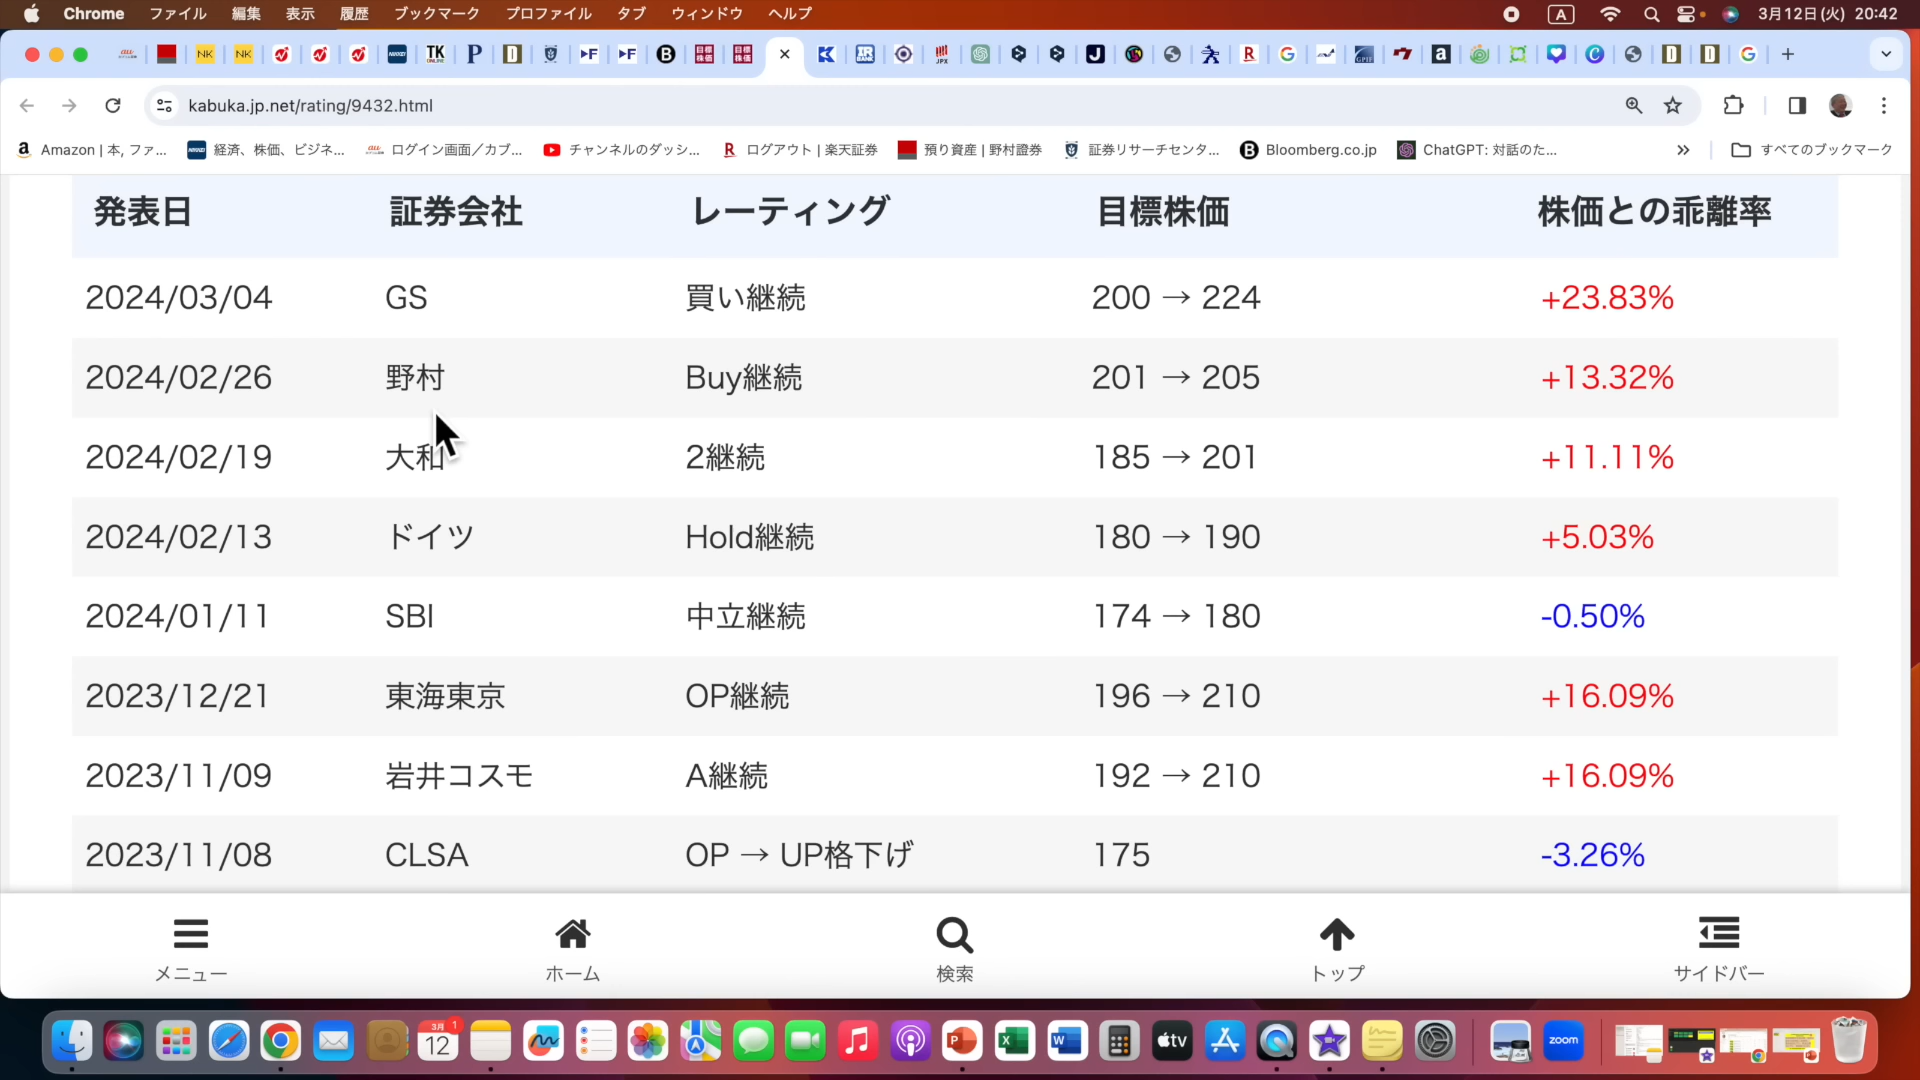 Chrome ファイル 編集 表示 履歴 ブックマーク プロファイル タブ ウィンドウ ヘルプ A 3月12日(火) 20:42
kabuka.jp.net/rating/9432.html
Amazon | 本, ファ... 経済、株価、ビジネ... ログイン画面／カブ... チャンネルのダッシ... ログアウト | 楽天証券 預り資産 | 野村證券 証券リサーチセンタ... Bloomberg.co.jp ChatGPT: 対話のた... » すべてのブックマーク
発表日 証券会社 レーティング 目標株価 株価との乖離率
2024/03/04 GS 買い継続 200 → 224 +23.83%
2024/02/26 野村 Buy継続 201 → 205 +13.32%
2024/02/19 大和 2継続 185 → 201 +11.11%
2024/02/13 ドイツ Hold継続 180 → 190 +5.03%
2024/01/11 SBI 中立継続 174 → 180 -0.50%
2023/12/21 東海東京 OP継続 196 → 210 +16.09%
2023/11/09 岩井コスモ A継続 192 → 210 +16.09%
2023/11/08 CLSA OP → UP格下げ 175 -3.26%
メニュー ホーム 検索 トップ サイドバー
3月 1
12
tv
zoom